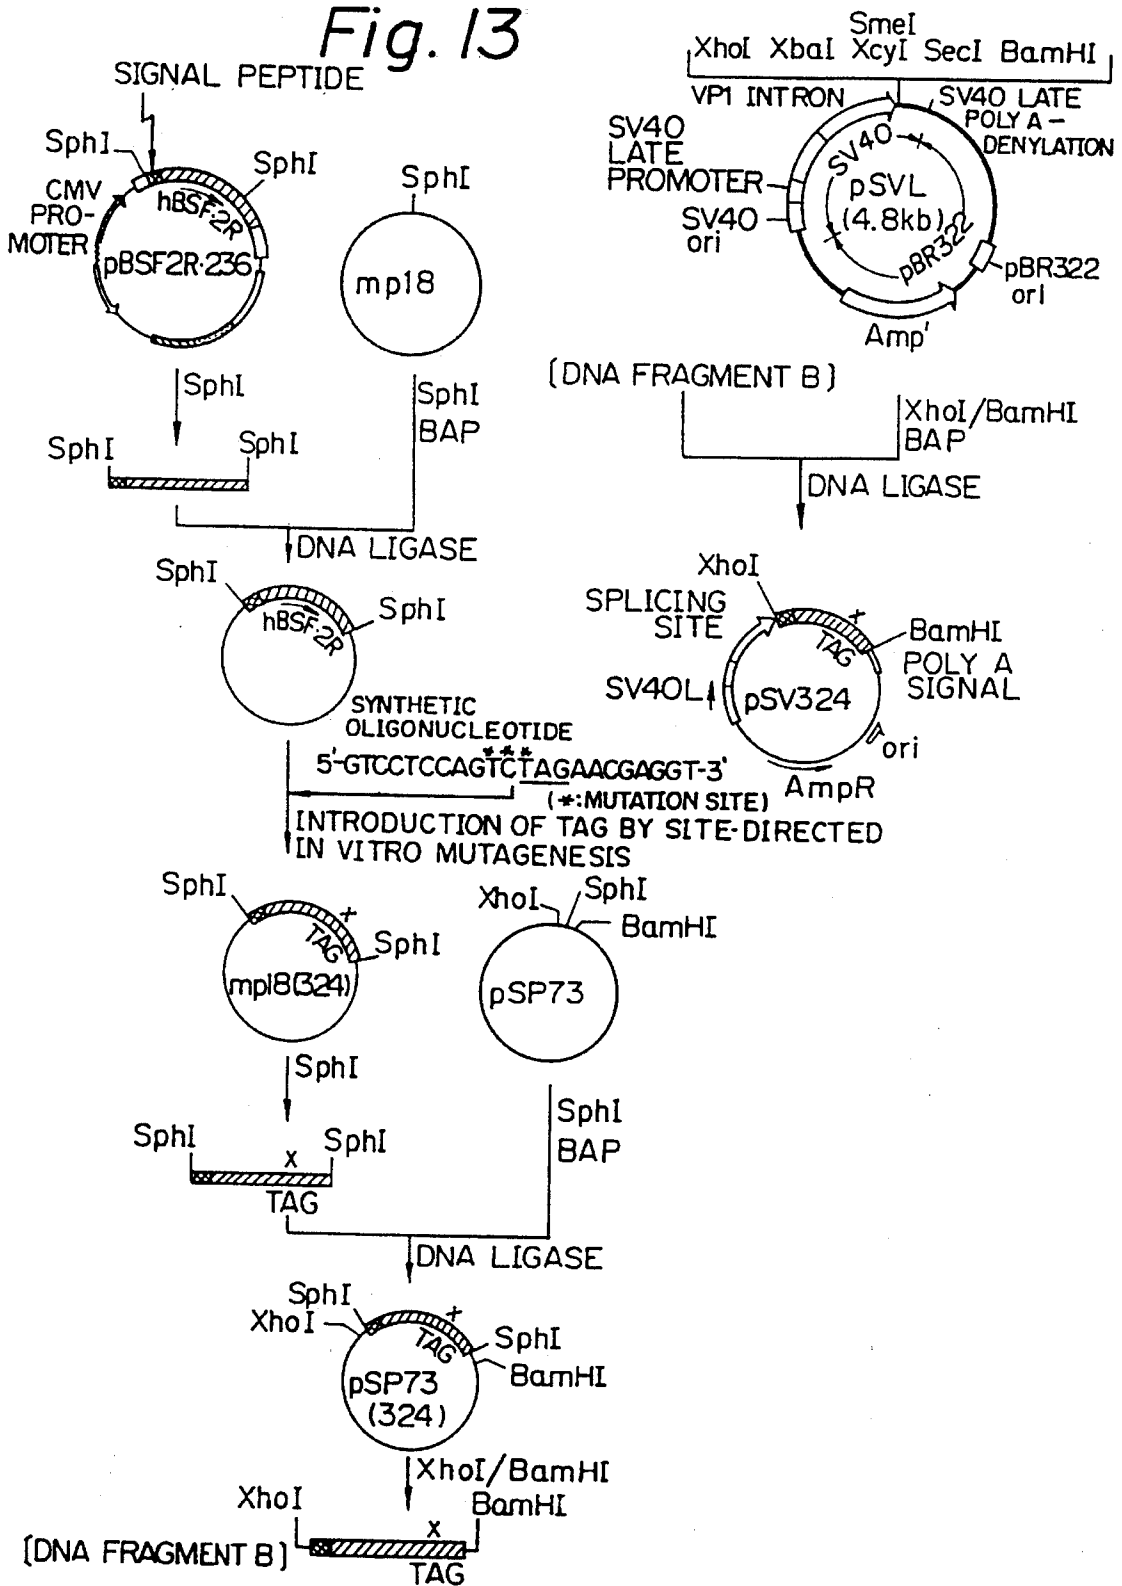 Fig. 13
SIGNAL PEPTIDE
SphI
SphI
CMV
PRO-
MOTER
hBSF·2R
pBSF2R·236
SphI
mp18
SphI
SphI
BAP
SphI
SphI
DNA LIGASE
SphI
SphI
hBSF·2R
SYNTHETIC
OLIGONUCLEOTIDE
***
5'-GTCCTCCAGTCTAGAACGAGGT-3'
(*:MUTATION SITE)
INTRODUCTION OF TAG BY SITE-DIRECTED
IN VITRO MUTAGENESIS
SphI
x
TAG
SphI
mp18(324)
XhoI
SphI
BamHI
pSP73
SphI
SphI
BAP
SphI
x
SphI
TAG
DNA LIGASE
SphI
XhoI
x
TAG
SphI
BamHI
pSP73
(324)
XhoI/BamHI
XhoI
BamHI
x
[DNA FRAGMENT B]
TAG
SmeI
XhoI XbaI XcyI SecI BamHI
VP1 INTRON
SV40 LATE
POLY A-
DENYLATION
SV40
LATE
PROMOTER
SV40
ori
SV40
pSVL
(4.8kb)
pBR322
pBR322
ori
Amp'
[DNA FRAGMENT B]
XhoI/BamHI
BAP
DNA LIGASE
XhoI
SPLICING
SITE
x
TAG
BamHI
POLY A
SIGNAL
SV40L
pSV324
ori
AmpR